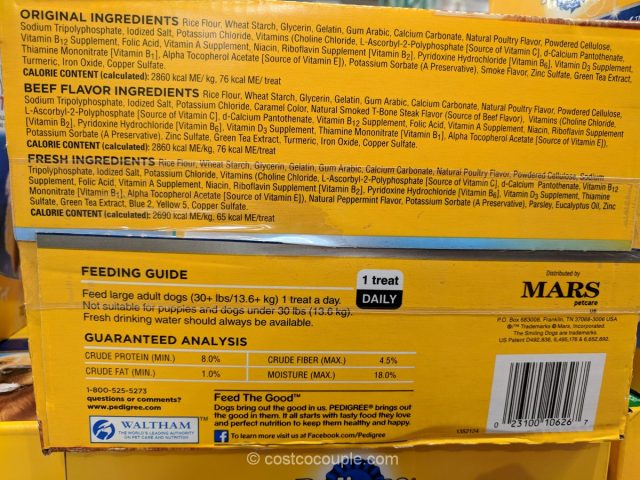 ORIGINAL INGREDIENTS Rice Flour, Wheat Starch, Glycerin, Gelatin, Gum Arabic, Calcium Carbonate, Natural Poultry Flavor, Powdered Cellulose,
Sodium Tripolyphosphate, Iodized Salt, Potassium Chloride, Vitamins (Choline Chloride, L-Ascorbyl-2-Polyphosphate [Source of Vitamin C], d-Calcium Pantothenate,
Vitamin B12 Supplement, Folic Acid, Vitamin A Supplement, Niacin, Riboflavin Supplement [Vitamin B2], Pyridoxine Hydrochloride [Vitamin B6], Vitamin D3 Supplement,
Thiamine Mononitrate [Vitamin B1], Alpha Tocopherol Acetate [Source of Vitamin E]), Potassium Sorbate (A Preservative), Smoke Flavor, Zinc Sulfate, Green Tea Extract,
Turmeric, Iron Oxide, Copper Sulfate.
CALORIE CONTENT (calculated): 2860 kcal ME/kg, 76 kcal ME/ treat
BEEF FLAVOR INGREDIENTS Rice Flour, Wheat Starch, Glycerin, Gelatin, Gum Arabic, Calcium Carbonate, Natural Poultry Flavor, Powdered Cellulose,
Sodium Tripolyphosphate, Iodized Salt, Potassium Chloride, Caramel Color, Natural Smoked T-Bone Steak Flavor (Source of Beef Flavor), Vitamins (Choline Chloride,
L-Ascorbyl-2-Polyphosphate [Source of Vitamin C], d-Calcium Pantothenate, Vitamin B12 Supplement, Folic Acid, Vitamin A Supplement, Niacin, Riboflavin Supplement
[Vitamin B2], Pyridoxine Hydrochloride [Vitamin B6], Vitamin D3 Supplement, Thiamine Mononitrate [Vitamin B1], Alpha Tocopherol Acetate [Source of Vitamin E]),
Potassium Sorbate (A Preservative), Zinc Sulfate, Green Tea Extract, Turmeric, Iron Oxide, Copper Sulfate.
CALORIE CONTENT (calculated): 2860 kcal ME/kg, 76 kcal ME/treat
FRESH INGREDIENTS Rice Flour, Wheat Starch, Glycerin, Gelatin, Gum Arabic, Calcium Carbonate, Natural Poultry Flavor, Powdered Cellulose, Sodium
Tripolyphosphate, Iodized Salt, Potassium Chloride, Vitamins (Choline Chloride, L-Ascorbyl-2-Polyphosphate [Source of Vitamin C], d-Calcium Pantothenate, Vitamin B12
Supplement, Folic Acid, Vitamin A Supplement, Niacin, Riboflavin Supplement [Vitamin B2], Pyridoxine Hydrochloride [Vitamin B6], Vitamin D3 Supplement, Thiamine
Mononitrate [Vitamin B1], Alpha Tocopherol Acetate [Source of Vitamin E]), Natural Peppermint Flavor, Potassium Sorbate (A Preservative), Parsley, Eucalyptus Oil, Zinc
Sulfate, Green Tea Extract, Blue 2, Yellow 5, Copper Sulfate.
CALORIE CONTENT (calculated): 2690 kcal ME/kg, 65 kcal ME/treat
FEEDING GUIDE
Feed large adult dogs (30+ lbs/13.6+ kg) 1 treat a day.
Not suitable for puppies and dogs under 30 lbs (13.6 kg).
Fresh drinking water should always be available.
1 treat
DAILY
Distributed by
MARS
petcare
US
P.O. Box 683006, Franklin, TN 37068-3006 USA
®/™ Trademarks © Mars, Incorporated.
The Smiling Dogs are trademarks.
US Patent D492,836, 6,495,176 & 6,652,892.
GUARANTEED ANALYSIS
CRUDE PROTEIN (MIN.) 8.0% CRUDE FIBER (MAX.) 4.5%
CRUDE FAT (MIN.) 1.0% MOISTURE (MAX.) 18.0%
1-800-525-5273
questions or comments?
www.pedigree.com
WALTHAM™
THE WORLD'S LEADING AUTHORITY
ON PET CARE AND NUTRITION
Feed The Good™
Dogs bring out the good in us. PEDIGREE® brings out
the good in them. It all starts with tasty food they love
and perfect nutrition to keep them healthy and happy.
f To learn more visit us at Facebook.com/Pedigree
1352124
0 23100 10626 7
© costcocouple.com